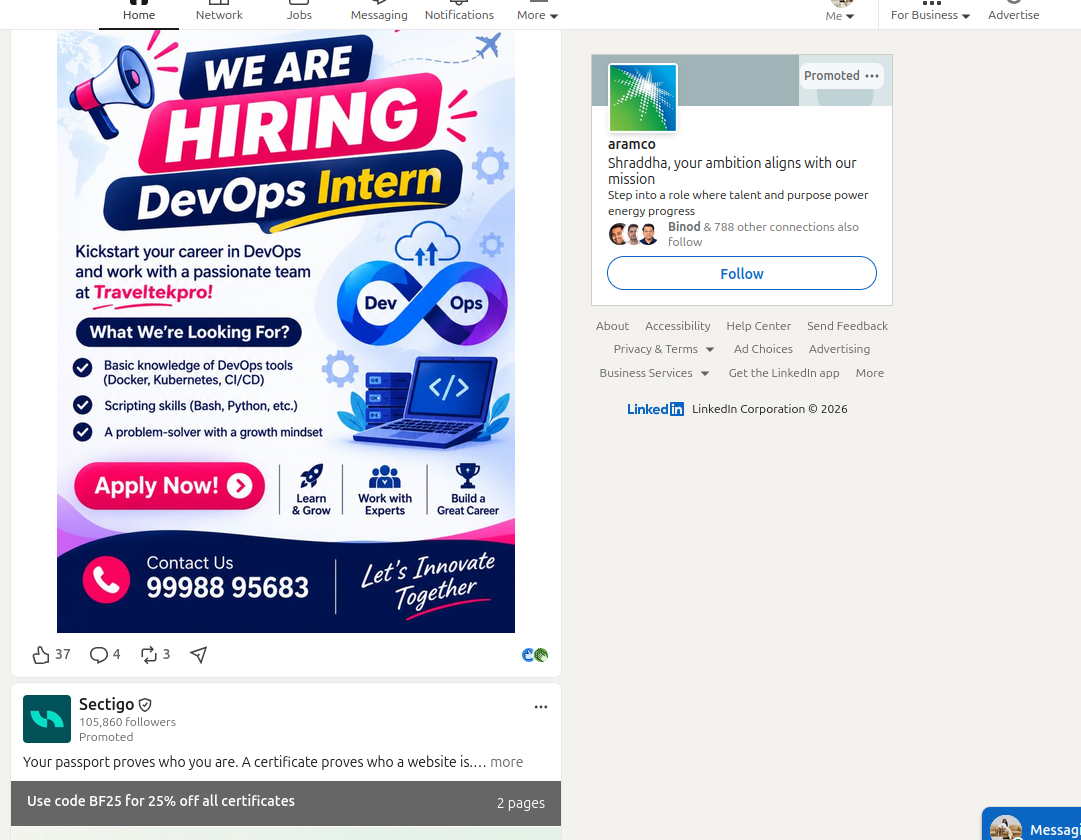 Home
Network
Jobs
Messaging
Notifications
More
Me
For Business
Advertise
WE ARE
HIRING
DevOps Intern
Kickstart your career in DevOps
and work with a passionate team
at Traveltekpro!
Dev
Ops
What We're Looking For?
Basic knowledge of DevOps tools
(Docker, Kubernetes, CI/CD)
Scripting skills (Bash, Python, etc.)
A problem-solver with a growth mindset
</>
Apply Now!
Learn
& Grow
Work with
Experts
Build a
Great Career
Contact Us
99988 95683
Let's Innovate
Together
37
4
3
Sectigo
105,860 followers
Promoted
Your passport proves who you are. A certificate proves who a website is.... more
Use code BF25 for 25% off all certificates
2 pages
Promoted
aramco
Shraddha, your ambition aligns with our
mission
Step into a role where talent and purpose power
energy progress
Binod & 788 other connections also
follow
Follow
About
Accessibility
Help Center
Send Feedback
Privacy & Terms
Ad Choices
Advertising
Business Services
Get the LinkedIn app
More
LinkedIn LinkedIn Corporation © 2026
Messagi